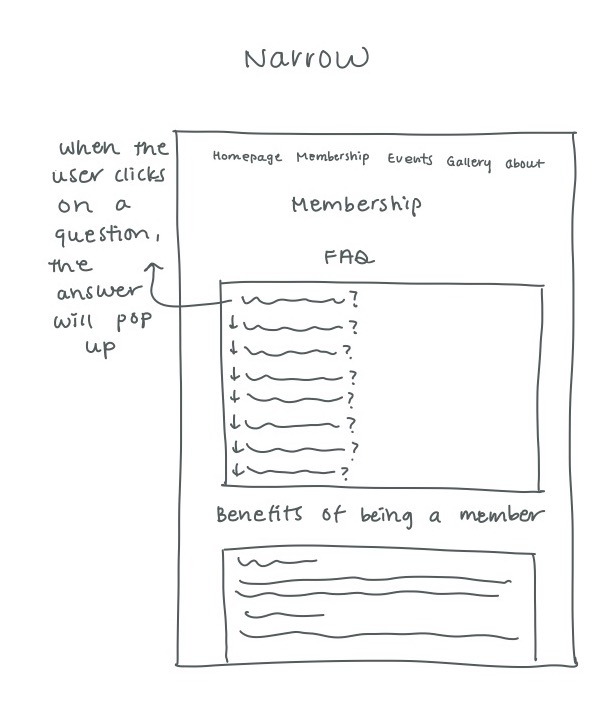 Narrow
when the
user clicks
on a
question,
the
answer
will pop
up
Homepage Membership Events Gallery about
Membership
FAQ
?
?
?
?
?
?
?
?
Benefits of being a member